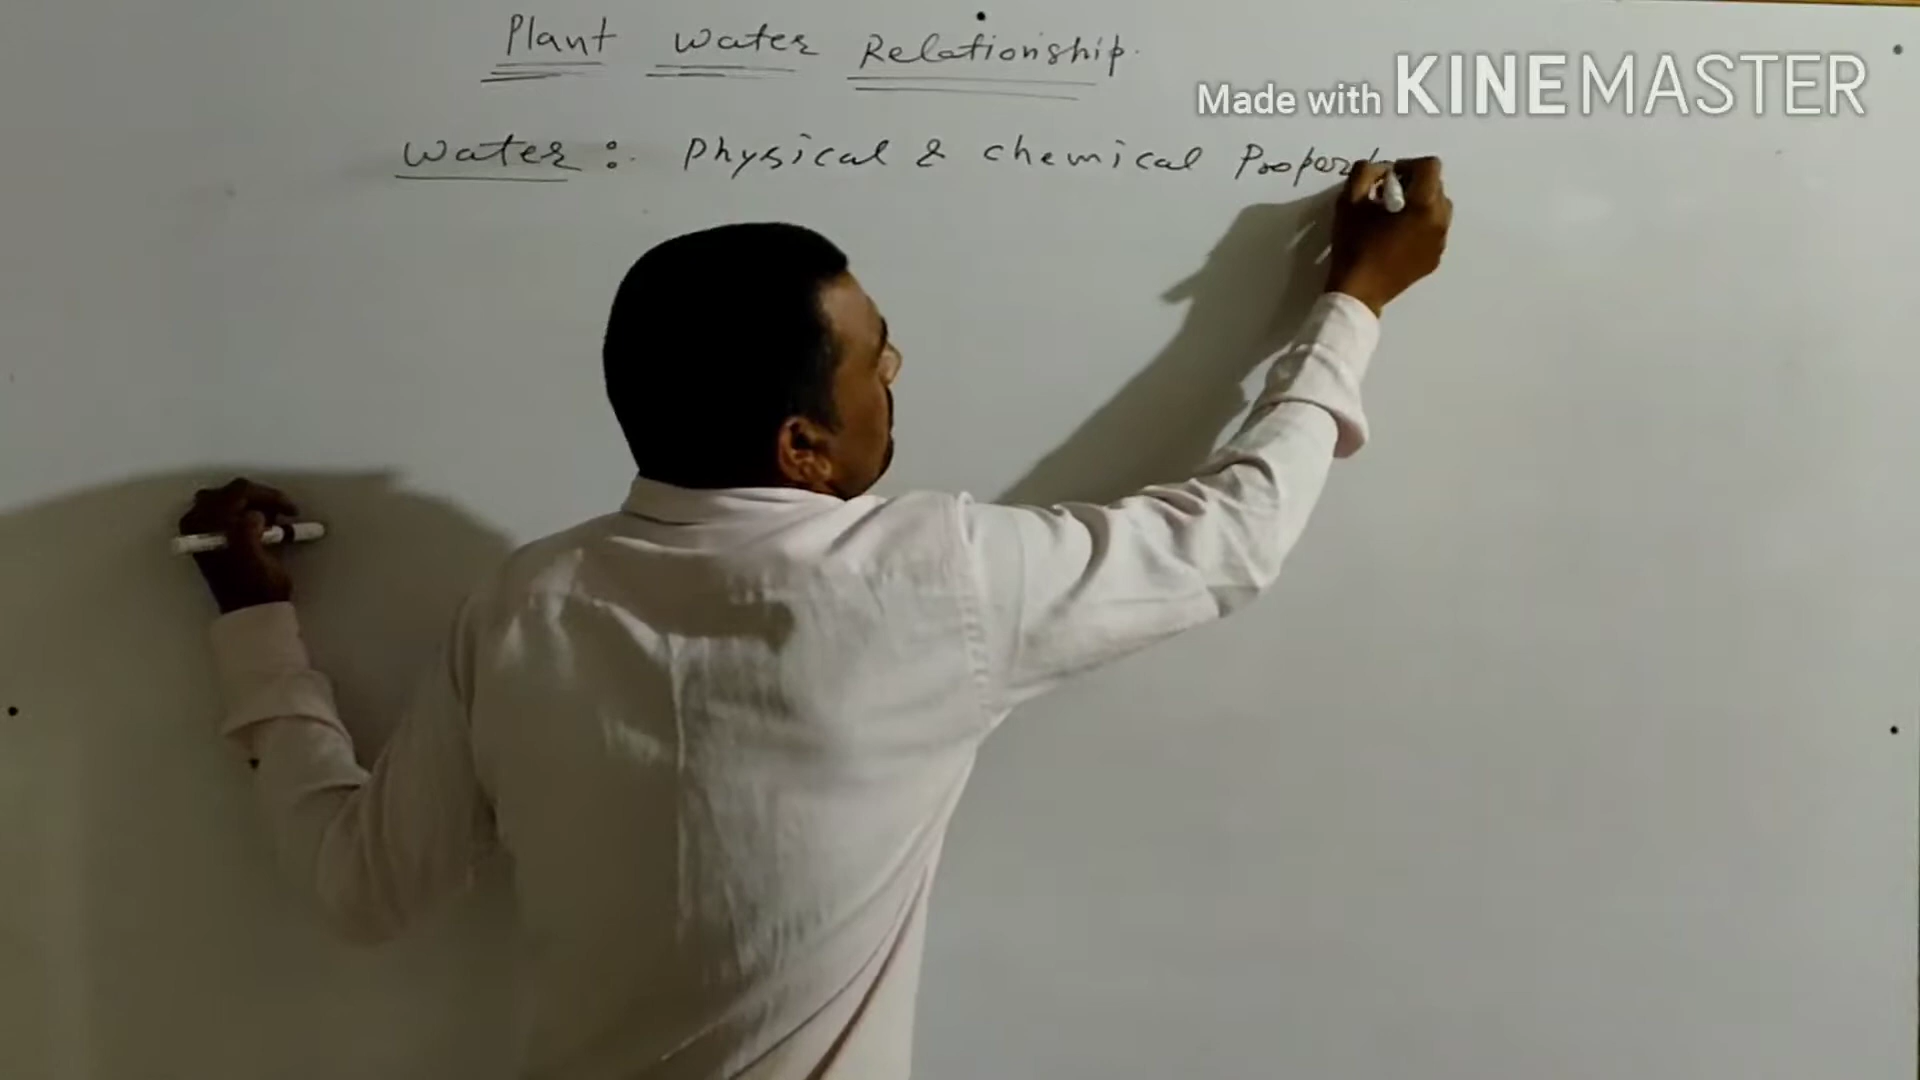 Plant Water Relationship.
Made with KINEMASTER
Water :- Physical & chemical